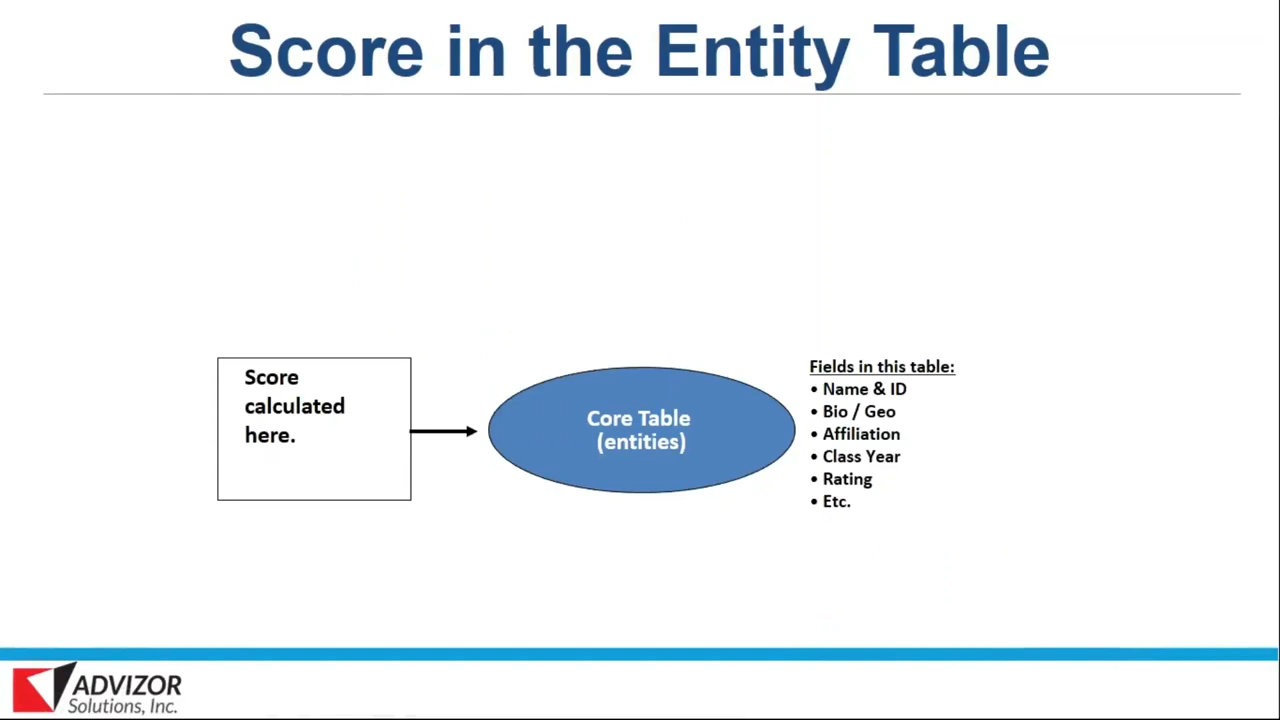 Score in the Entity Table
Score
calculated
here.
Core Table
(entities)
Fields in this table:
• Name & ID
• Bio / Geo
• Affiliation
• Class Year
• Rating
• Etc.
ADVIZOR
Solutions, Inc.